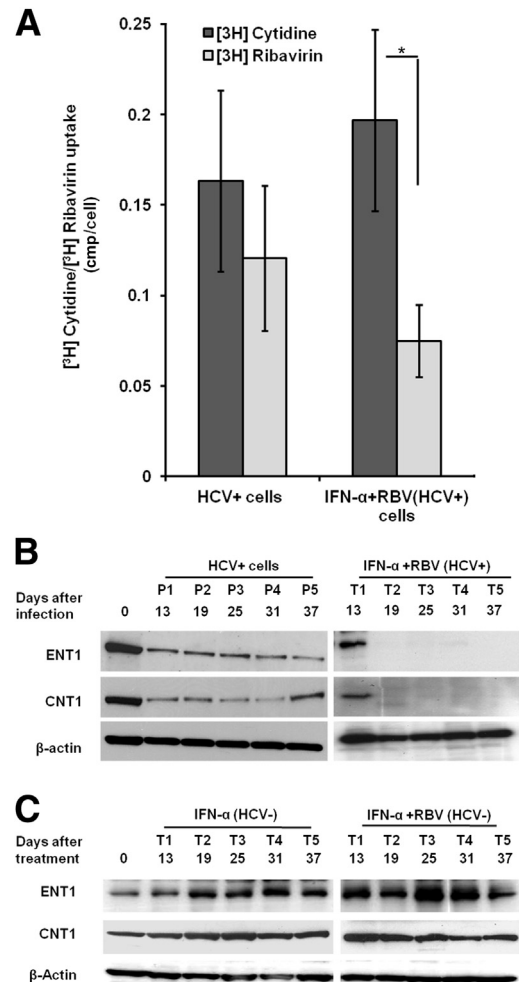 A
[3H] Cytidine
[3H] Ribavirin
*
0.25
0.2
0.15
0.1
0.05
0
[³H] Cytidine/[³H] Ribavirin uptake
(cmp/cell)
HCV+ cells
IFN-α+RBV(HCV+)
cells
B
HCV+ cells
IFN-α +RBV (HCV+)
P1 P2 P3 P4 P5 T1 T2 T3 T4 T5
Days after
infection
0 13 19 25 31 37 13 19 25 31 37
ENT1
CNT1
β-actin
C
IFN-α (HCV-)
IFN-α +RBV (HCV-)
T1 T2 T3 T4 T5 T1 T2 T3 T4 T5
Days after
treatment
0 13 19 25 31 37 13 19 25 31 37
ENT1
CNT1
β-Actin